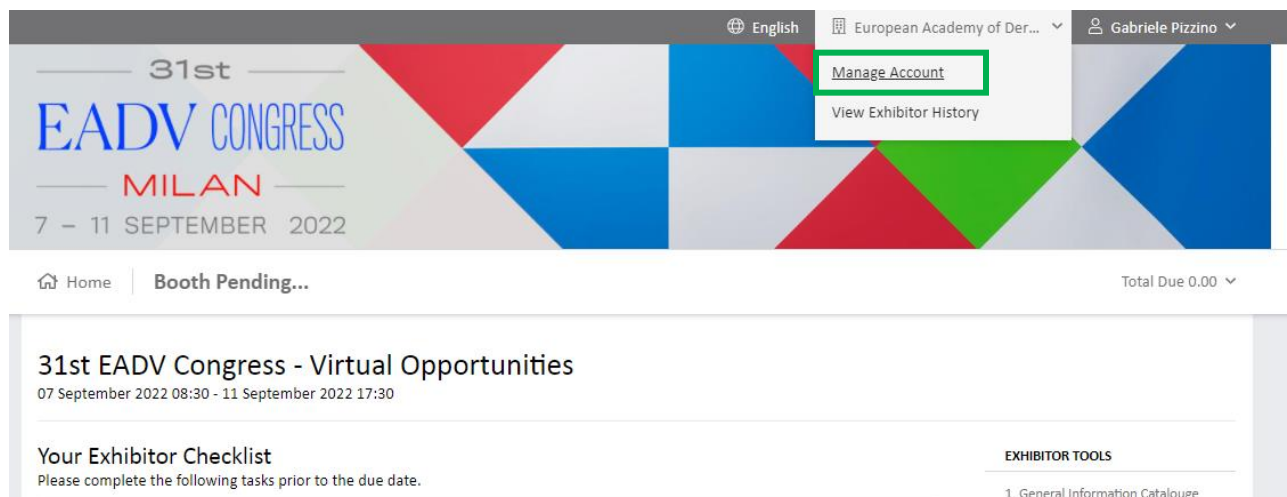 English
European Academy of Der...
Gabriele Pizzino
Manage Account
View Exhibitor History
31st
EADV CONGRESS
MILAN
7 – 11 SEPTEMBER 2022
Home
Booth Pending...
Total Due 0.00
31st EADV Congress - Virtual Opportunities
07 September 2022 08:30 - 11 September 2022 17:30
Your Exhibitor Checklist
Please complete the following tasks prior to the due date.
EXHIBITOR TOOLS
1. General Information Catalouge